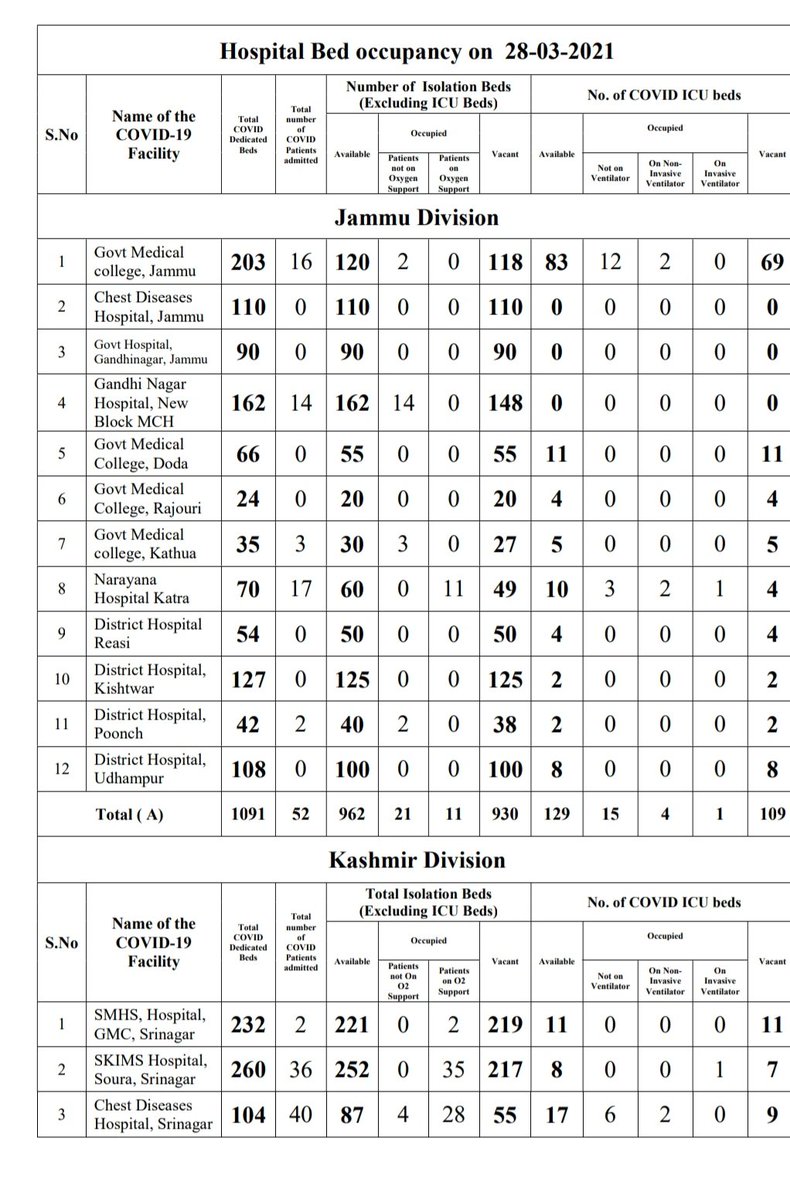 Hospital Bed occupancy on 28-03-2021
S.No
Name of the
COVID-19
Facility
Total
COVID
Dedicated
Beds
Total
number
of
COVID
Patients
admitted
Number of Isolation Beds
(Excluding ICU Beds)
Available
Occupied
Patients
not on
Oxygen
Support
Patients
on
Oxygen
Support
Vacant
No. of COVID ICU beds
Available
Occupied
Not on
Ventilator
On Non-
Invasive
Ventilator
On
Invasive
Ventilator
Vacant
Jammu Division
1 Govt Medical
college, Jammu 203 16 120 2 0 118 83 12 2 0 69
2 Chest Diseases
Hospital, Jammu 110 0 110 0 0 110 0 0 0 0 0
3 Govt Hospital,
Gandhinagar, Jammu 90 0 90 0 0 90 0 0 0 0 0
4 Gandhi Nagar
Hospital, New
Block MCH 162 14 162 14 0 148 0 0 0 0 0
5 Govt Medical
College, Doda 66 0 55 0 0 55 11 0 0 0 11
6 Govt Medical
College, Rajouri 24 0 20 0 0 20 4 0 0 0 4
7 Govt Medical
college, Kathua 35 3 30 3 0 27 5 0 0 0 5
8 Narayana
Hospital Katra 70 17 60 0 11 49 10 3 2 1 4
9 District Hospital
Reasi 54 0 50 0 0 50 4 0 0 0 4
10 District Hospital,
Kishtwar 127 0 125 0 0 125 2 0 0 0 2
11 District Hospital,
Poonch 42 2 40 2 0 38 2 0 0 0 2
12 District Hospital,
Udhampur 108 0 100 0 0 100 8 0 0 0 8
Total ( A) 1091 52 962 21 11 930 129 15 4 1 109
Kashmir Division
S.No
Name of the
COVID-19
Facility
Total
COVID
Dedicated
Beds
Total
number
of
COVID
Patients
admitted
Total Isolation Beds
(Excluding ICU Beds)
Available
Occupied
Patients
not On
O2
Support
Patients
on O2
Support
Vacant
No. of COVID ICU beds
Available
Occupied
Not on
Ventilator
On Non-
Invasive
Ventilator
On
Invasive
Ventilator
Vacant
1 SMHS, Hospital,
GMC, Srinagar 232 2 221 0 2 219 11 0 0 0 11
2 SKIMS Hospital,
Soura, Srinagar 260 36 252 0 35 217 8 0 0 1 7
3 Chest Diseases
Hospital, Srinagar 104 40 87 4 28 55 17 6 2 0 9